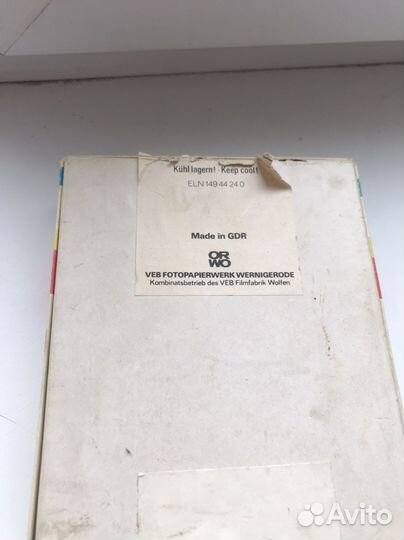 Kühl lagern! · Keep cool!
ELN 149 44 24 0
Made in GDR
OR
WO
VEB FOTOPAPIERWERK WERNIGERODE
Kombinatsbetrieb des VEB Filmfabrik Wolfen
Avito